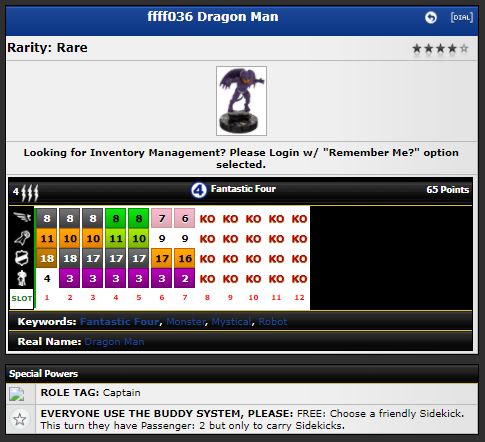 ffff036 Dragon Man [DIAL]
Rarity: Rare
Looking for Inventory Management? Please Login w/ "Remember Me?" option
selected.
4 4 Fantastic Four 65 Points
8 8 8 8 8 7 6 KO KO KO KO KO
11 10 10 11 10 9 9 KO KO KO KO KO
18 18 17 17 17 17 16 KO KO KO KO KO
4 3 3 3 3 3 2 KO KO KO KO KO
SLOT 1 2 3 4 5 6 7 8 9 10 11 12
Keywords: Fantastic Four, Monster, Mystical, Robot
Real Name: Dragon Man
Special Powers
ROLE TAG: Captain
EVERYONE USE THE BUDDY SYSTEM, PLEASE: FREE: Choose a friendly Sidekick.
This turn they have Passenger: 2 but only to carry Sidekicks.